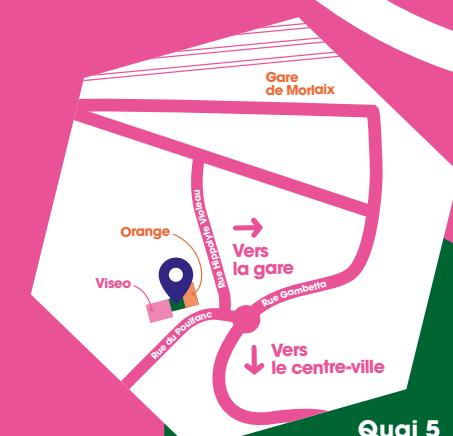 Gare
de Morlaix
Rue Hippolyte Violeau
Orange
Vers
la gare
Viseo
Rue Gambetta
Rue du Poulfanc
Vers
le centre-ville
Quai 5